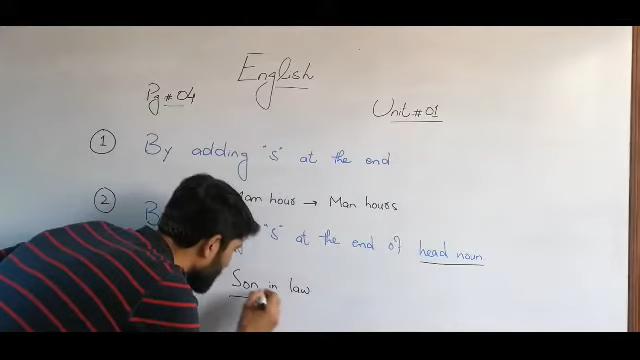 English
Pg # 04
Unit # 01
1 By adding "s" at the end
Man hour → Man hours
2
"s" at the end of head noun
Son in law